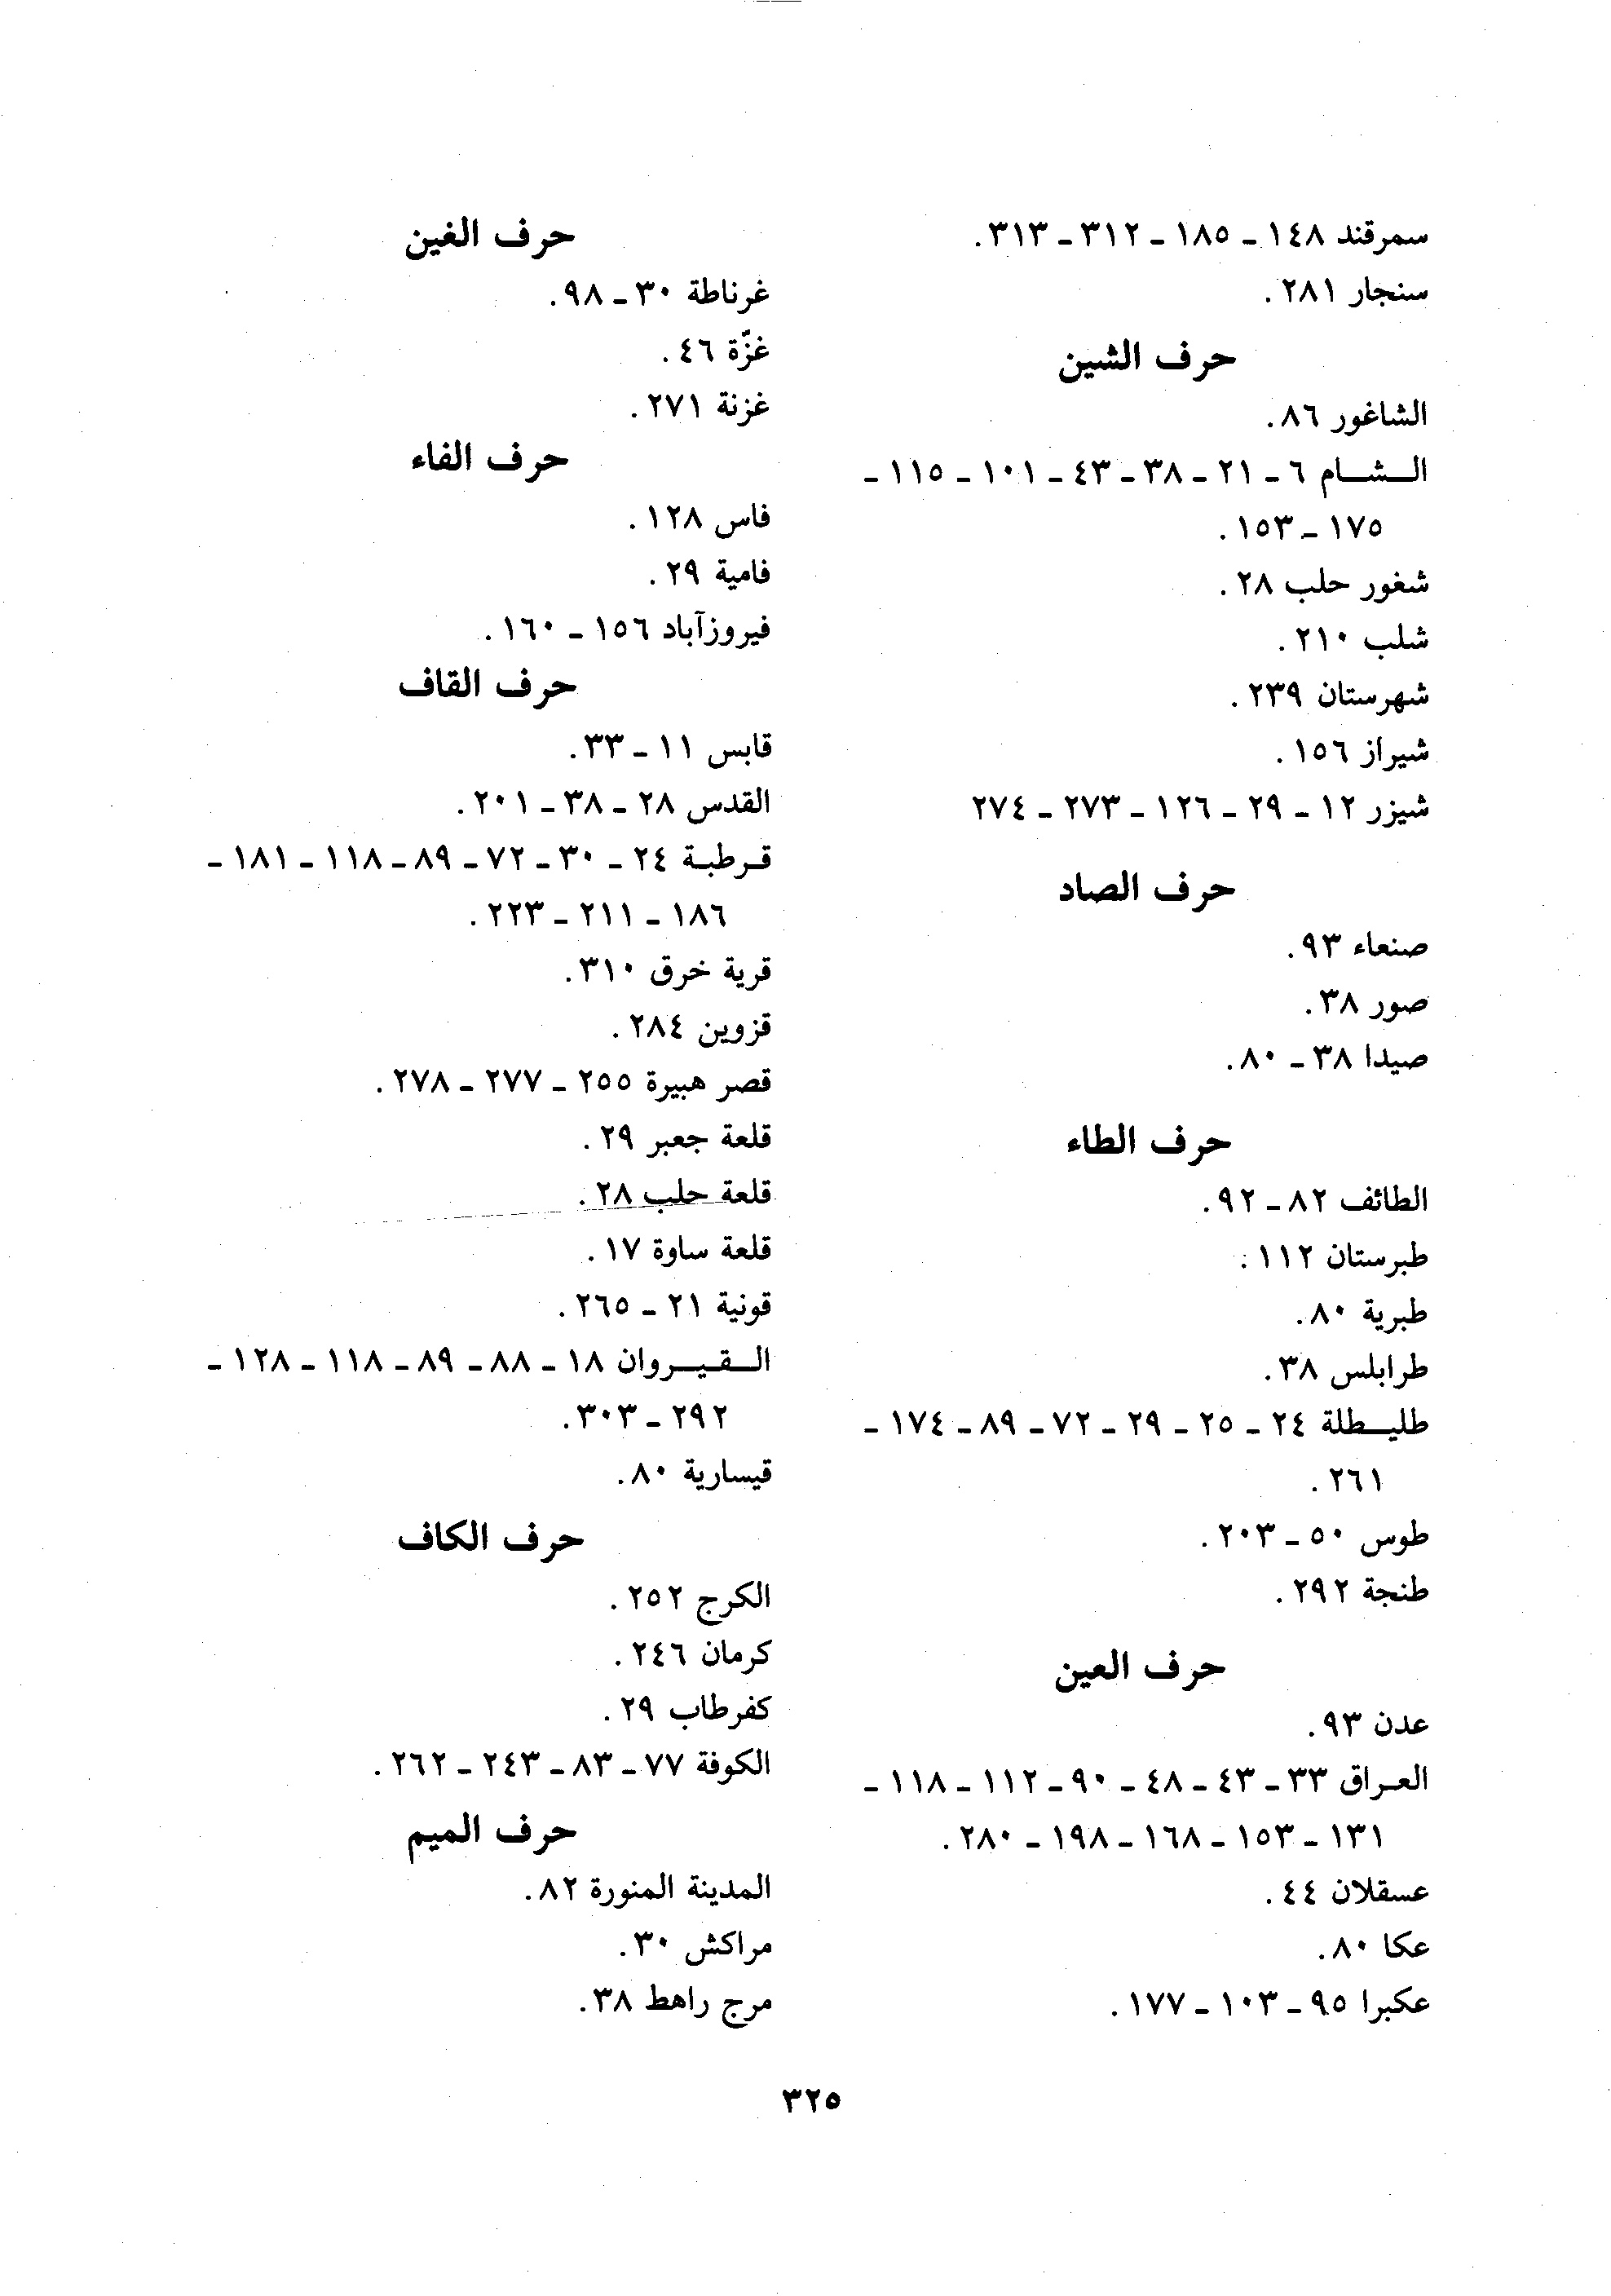 سمرقند ١٤٨ ـ ١٨٥ ـ ٣١٢ ـ ٣١٣.
سنجار ٢٨١.
حرف الشين
الشاغور ٨٦.
الـشـام ٦ ـ ٢١ ـ ٣٨ ـ ٤٣ ـ ١٠١ ـ ١١٥ ـ
١٧٥ ـ ١٥٣.
شغور حلب ٢٨.
شلب ٢١٠.
شهرستان ٢٣٩.
شيراز ١٥٦.
شيزر ١٢ ـ ٢٩ ـ ١٢٦ ـ ٢٧٣ ـ ٢٧٤
حرف الصاد
صنعاء ٩٣.
صور ٣٨.
صيدا ٣٨ ـ ٨٠.
حرف الطاء
الطائف ٨٢ ـ ٩٢.
طبرستان ١١٢.
طبرية ٨٠.
طرابلس ٣٨.
طليـطلة ٢٤ ـ ٢٥ ـ ٢٩ ـ ٧٢ ـ ٨٩ ـ ١٧٤ ـ
٢٦١.
طوس ٥٠ ـ ٢٠٣.
طنجة ٢٩٢.
حرف العين
عدن ٩٣.
العـراق ٣٣ ـ ٤٣ ـ ٤٨ ـ ٩٠ ـ ١١٢ ـ ١١٨ ـ
١٣١ ـ ١٥٣ ـ ١٦٨ ـ ١٩٨ ـ ٢٨٠.
عسقلان ٤٤.
عكا ٨٠.
عكبرا ٩٥ ـ ١٠٣ ـ ١٧٧.
حرف الغين
غرناطة ٣٠ ـ ٩٨.
غزّة ٤٦.
غزنة ٢٧١.
حرف الفاء
فاس ١٢٨.
فامية ٢٩.
فيروزآباد ١٥٦ ـ ١٦٠.
حرف القاف
قابس ١١ ـ ٣٣.
القدس ٢٨ ـ ٣٨ ـ ٢٠١.
قـرطبـة ٢٤ ـ ٣٠ ـ ٧٢ ـ ٨٩ ـ ١١٨ ـ ١٨١ ـ
١٨٦ ـ ٢١١ ـ ٢٢٣.
قرية خرق ٣١٠.
قزوين ٢٨٤.
قصر هبيرة ٢٥٥ ـ ٢٧٧ ـ ٢٧٨.
قلعة جعبر ٢٩.
قلعة حلب ٢٨.
قلعة ساوة ١٧.
قونية ٢١ ـ ٢٦٥.
الـقـيـروان ١٨ ـ ٨٨ ـ ٨٩ ـ ١١٨ ـ ١٢٨ ـ
٢٩٢ ـ ٣٠٣.
قيسارية ٨٠.
حرف الكاف
الكرج ٢٥٢.
كرمان ٢٤٦.
كفرطاب ٢٩.
الكوفة ٧٧ ـ ٨٣ ـ ٢٤٣ ـ ٢٦٢.
حرف الميم
المدينة المنورة ٨٢.
مراكش ٣٠.
مرج راهط ٣٨.
٣٢٥